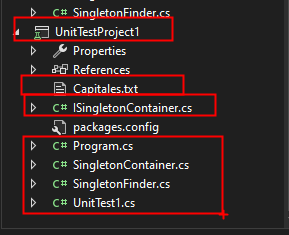 C# SingletonFinder.cs
UnitTestProject1
Properties
References
Capitales.txt
C# ISingletonContainer.cs
packages.config
C# Program.cs
C# SingletonContainer.cs
C# SingletonFinder.cs
C# UnitTest1.cs